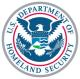 U.S. DEPARTMENT OF
HOMELAND SECURITY